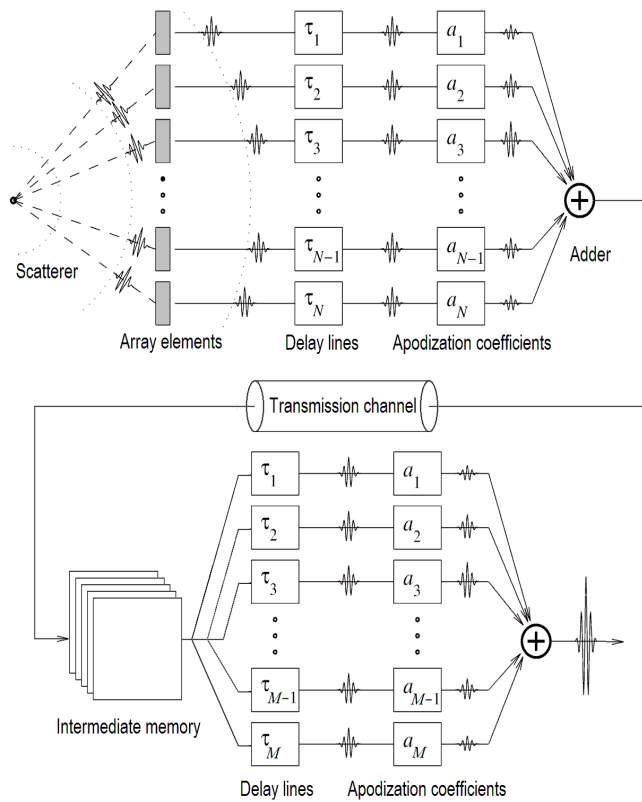 τ1 a1
τ2 a2
τ3 a3
τN−1 aN−1
τN aN
Scatterer
Adder
Array elements Delay lines Apodization coefficients
Transmission channel
τ1 a1
τ2 a2
τ3 a3
τM−1 aM−1
τM aM
Intermediate memory
Delay lines Apodization coefficients